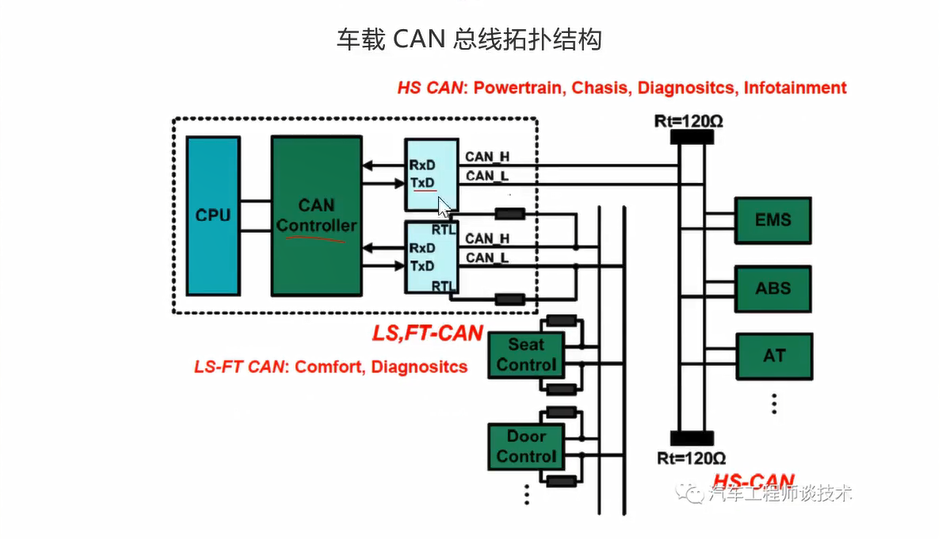 车载 CAN 总线拓扑结构
HS CAN: Powertrain, Chasis, Diagnositcs, Infotainment
Rt=120Ω
CPU
CAN
Controller
RxD
TxD
CAN_H
CAN_L
RTL
RxD
TxD
RTL
CAN_H
CAN_L
EMS
ABS
AT
LS,FT-CAN
LS-FT CAN: Comfort, Diagnositcs
Seat
Control
Door
Control
Rt=120Ω
HS-CAN
汽车工程师谈技术